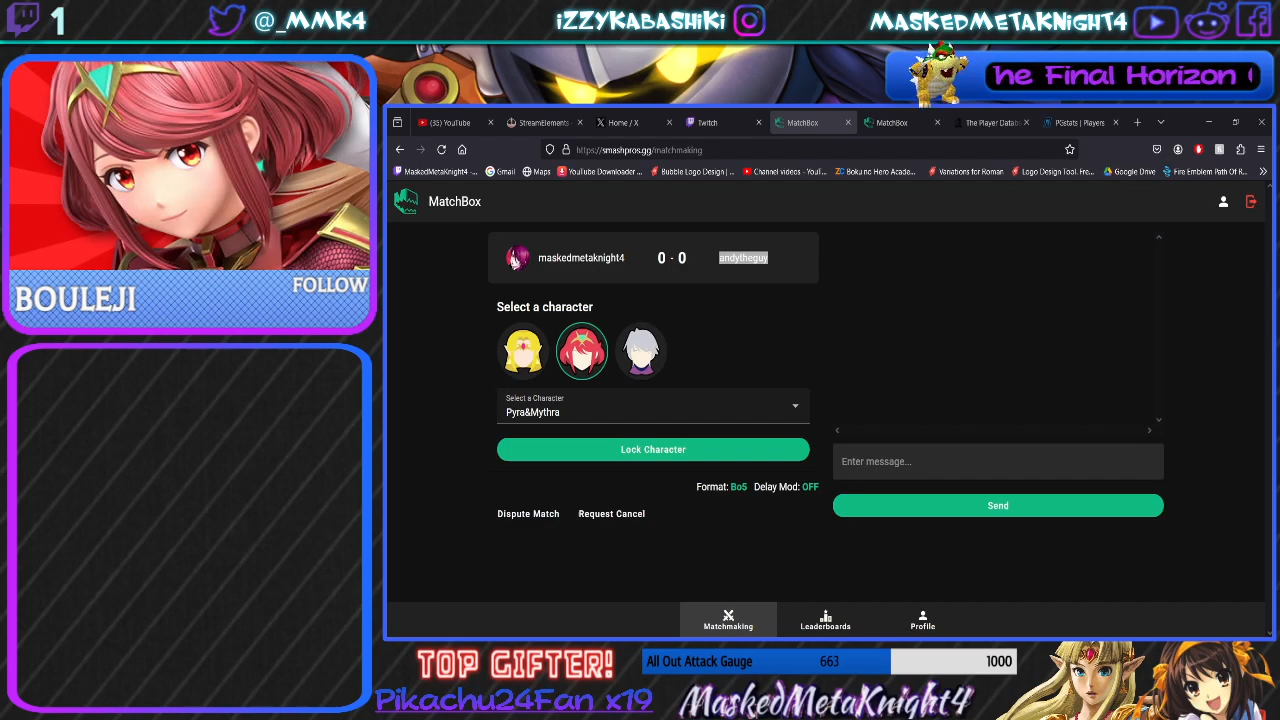 1
@_MMK4
iZZYKABASHiKi
MASKEDMETAKNIGHT4
he Final Horizon
BOULEJI
FOLLOW
(35) YouTube
StreamElements
Home / X
Twitch
MatchBox
MatchBox
The Player Datab
PGstats | Players
https://smashpros.gg/matchmaking
MaskedMetaKnight4 -...
Gmail
Maps
YouTube Downloader ...
Bubble Logo Design | ...
Channel videos - YouT...
Boku no Hero Acade...
Variations for Roman
Logo Design Tool. Fre...
Google Drive
Fire Emblem Path Of R...
MatchBox
maskedmetaknight4
0 - 0
andytheguy
Select a character
Select a Character
Pyra&Mythra
Lock Character
Format: Bo5 Delay Mod: OFF
Dispute Match
Request Cancel
Enter message...
Send
Matchmaking
Leaderboards
Profile
TOP GIFTER!
Pikachu24Fan x19
All Out Attack Gauge
663
1000
MaskedMetaKnight4